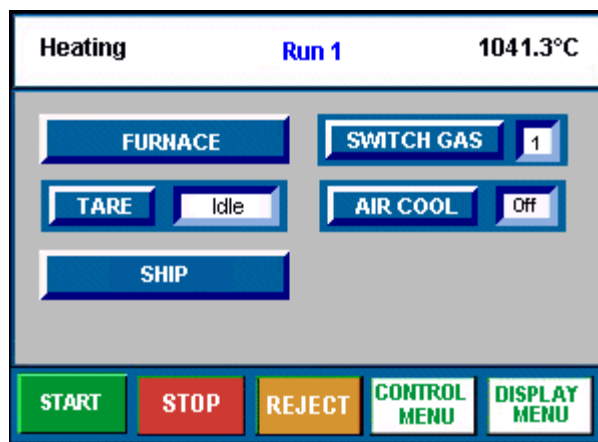 Heating Run 1 1041.3°C
FURNACE SWITCH GAS 1
TARE Idle AIR COOL Off
SHIP
START STOP REJECT CONTROL MENU DISPLAY MENU